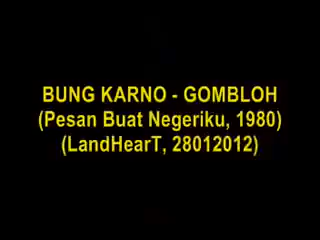 BUNG KARNO - GOMBLOH
(Pesan Buat Negeriku, 1980)
(LandHearT, 28012012)